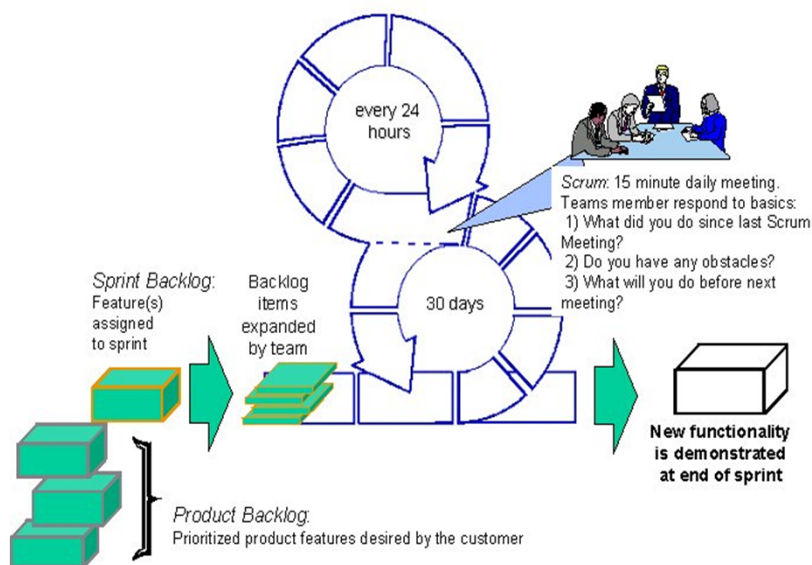 every 24
hours
Scrum: 15 minute daily meeting.
Teams member respond to basics:
1) What did you do since last Scrum
Meeting?
2) Do you have any obstacles?
3) What will you do before next
meeting?
Sprint Backlog:
Feature(s)
assigned
to sprint
Backlog
items
expanded
by team
30 days
New functionality
is demonstrated
at end of sprint
Product Backlog:
Prioritized product features desired by the customer